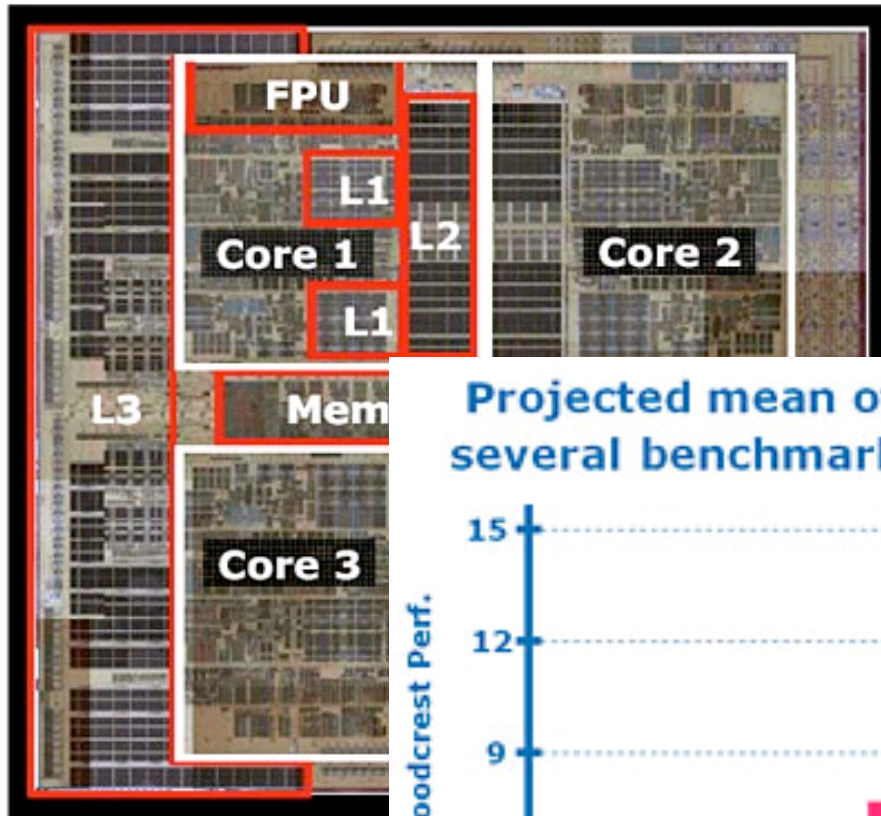 FPU
L1
Core 1
L2
Core 2
L1
L3
Mem
Core 3
Projected mean o
several benchmar
15
12
9
oodcrest Perf.